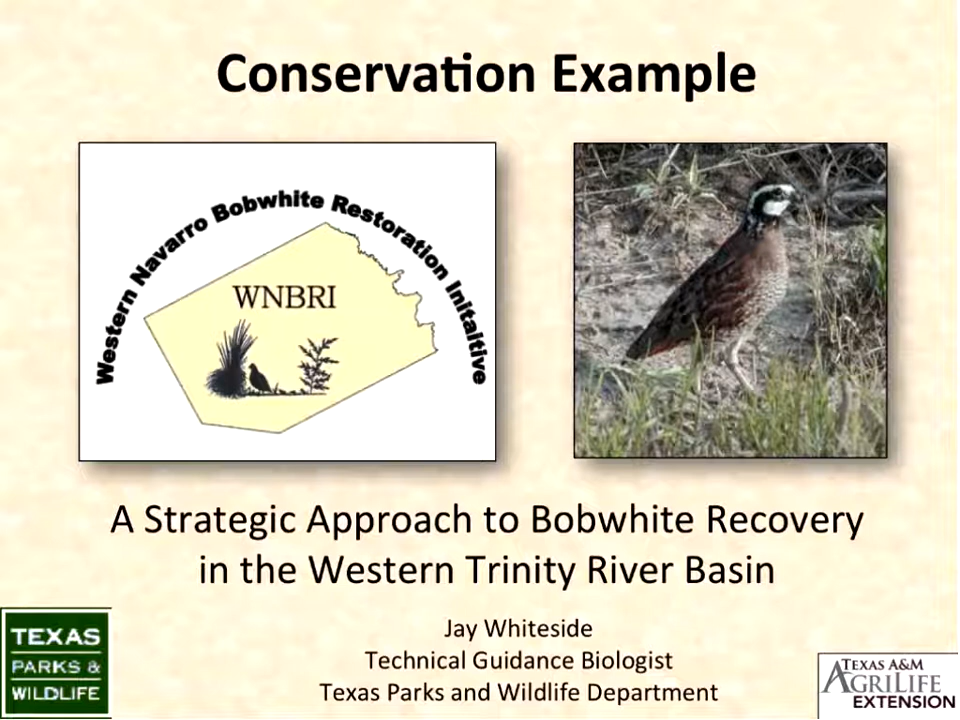 Conservation Example
Western Navarro Bobwhite Restoration Initaitive
WNBRI
A Strategic Approach to Bobwhite Recovery
in the Western Trinity River Basin
Jay Whiteside
Technical Guidance Biologist
Texas Parks and Wildlife Department
TEXAS
PARKS &
WILDLIFE
TEXAS A&M
AGRILIFE
EXTENSION